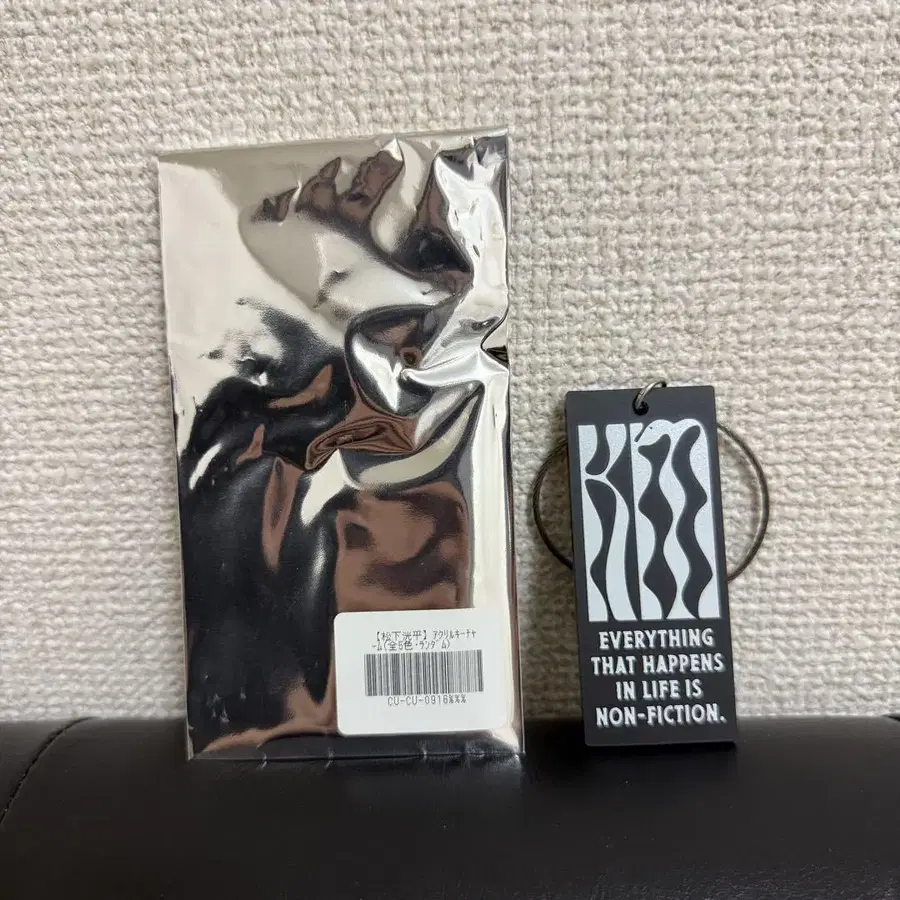 【松下洸平】アクリルキーチャ
ーム(全5色・ランダム)
CU-CU-0916%%%
KM
EVERYTHING
THAT HAPPENS
IN LIFE IS
NON-FICTION.